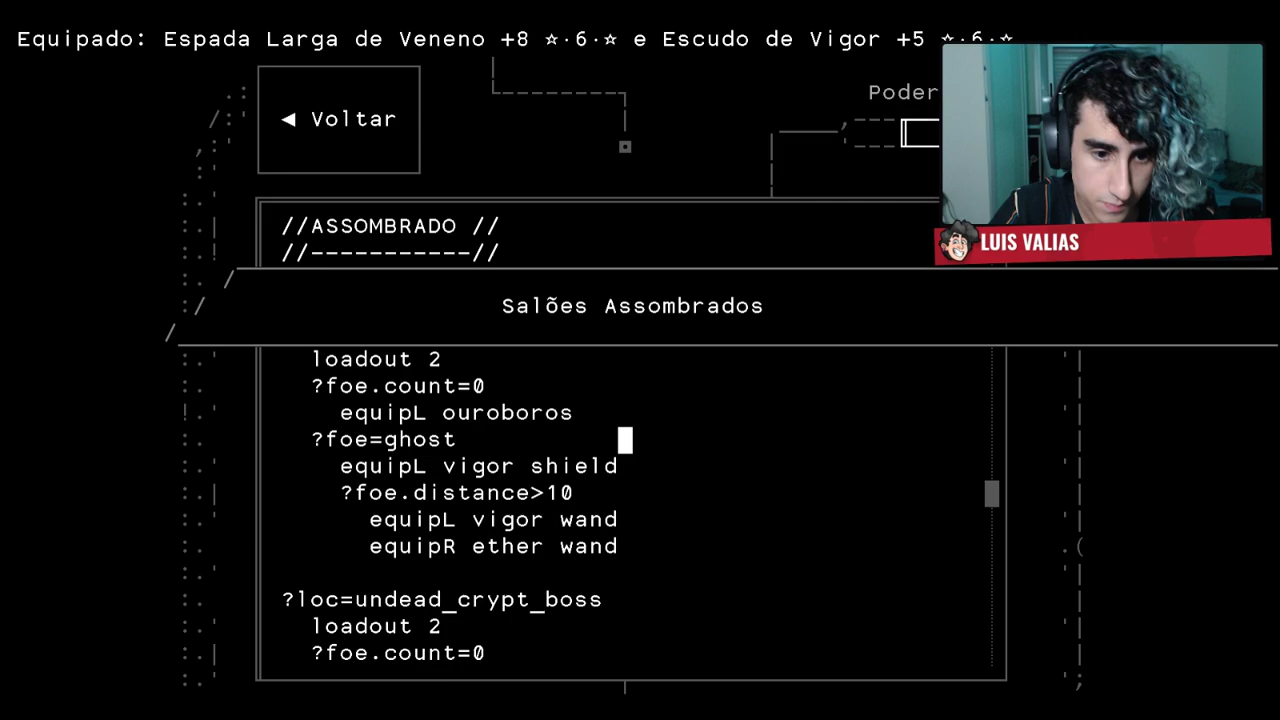 Equipado: Espada Larga de Veneno +8 ☆·6·☆ e Escudo de Vigor +5 ☆·6·☆
◄ Voltar
Poder
//ASSOMBRADO //
//-----------//
LUIS VALIAS
Salões Assombrados
loadout 2
?foe.count=0
equipL ouroboros
?foe=ghost
equipL vigor shield
?foe.distance>10
equipL vigor wand
equipR ether wand
?loc=undead_crypt_boss
loadout 2
?foe.count=0